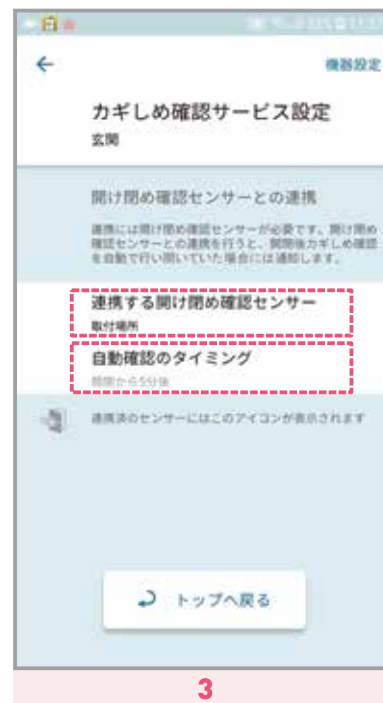 機器設定
カギしめ確認サービス設定
玄関
開け閉め確認センサーとの連携
連携には開け閉め確認センサーが必要です。開け閉め
確認センサーとの連携を行うと、開閉後カギしめ確認
を自動で行い開いていた場合には通知します。
連携する開け閉め確認センサー
取付場所
自動確認のタイミング
開閉から5分後
連携済のセンサーにはこのアイコンが表示されます
トップへ戻る
3